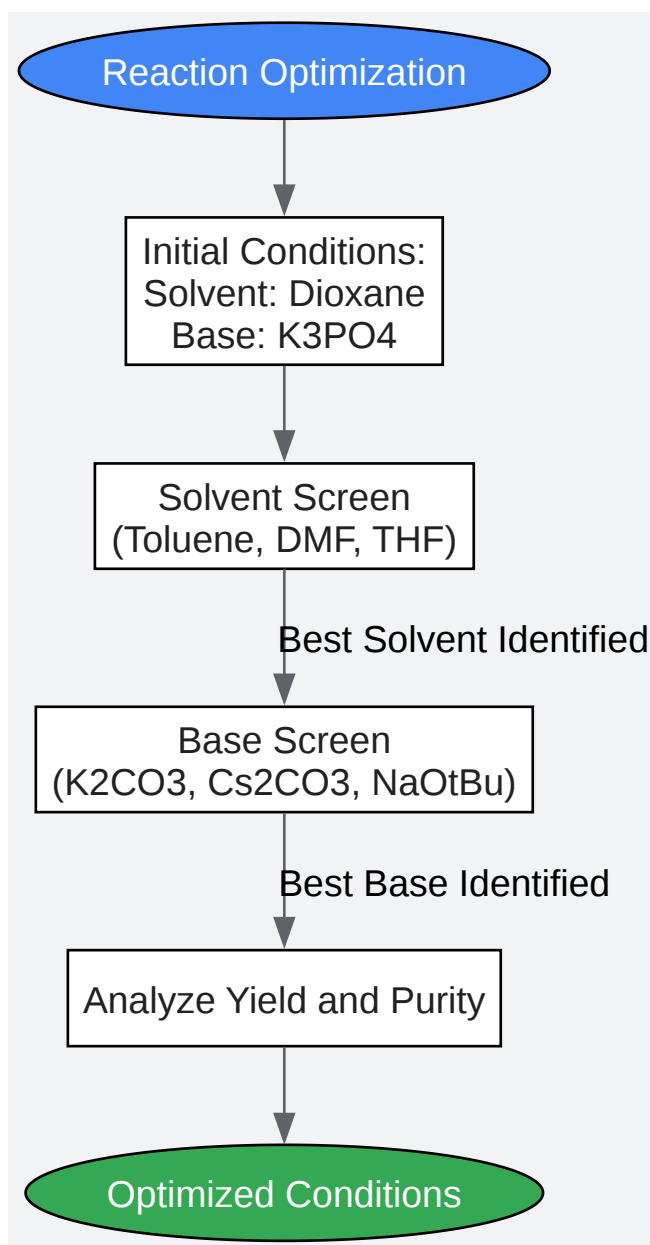 Reaction Optimization
Initial Conditions:
Solvent: Dioxane
Base: K3PO4
Solvent Screen
(Toluene, DMF, THF)
Best Solvent Identified
Base Screen
(K2CO3, Cs2CO3, NaOtBu)
Best Base Identified
Analyze Yield and Purity
Optimized Conditions